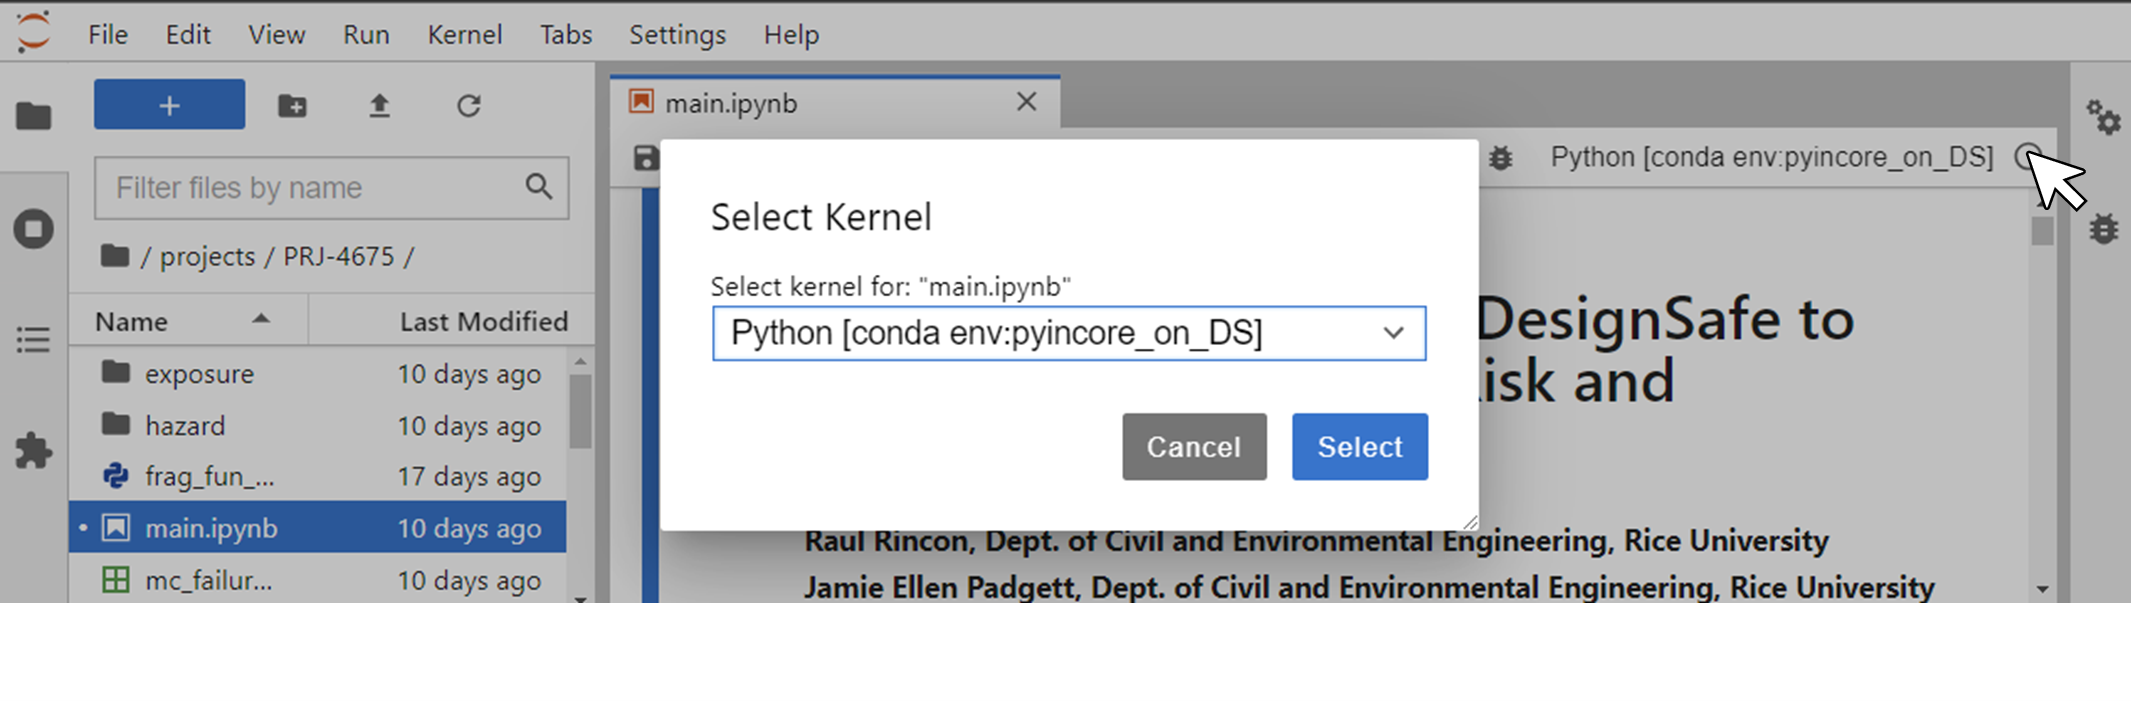 File Edit View Run Kernel Tabs Settings Help
+
Filter files by name
/ projects / PRJ-4675 /
Name Last Modified
exposure 10 days ago
hazard 10 days ago
frag_fun_... 17 days ago
• main.ipynb 10 days ago
mc_failur... 10 days ago
main.ipynb
Python [conda env:pyincore_on_DS]
Select Kernel
Select kernel for: "main.ipynb"
Python [conda env:pyincore_on_DS]
Cancel Select
DesignSafe to
isk and
Raul Rincon, Dept. of Civil and Environmental Engineering, Rice University
Jamie Ellen Padgett, Dept. of Civil and Environmental Engineering, Rice University